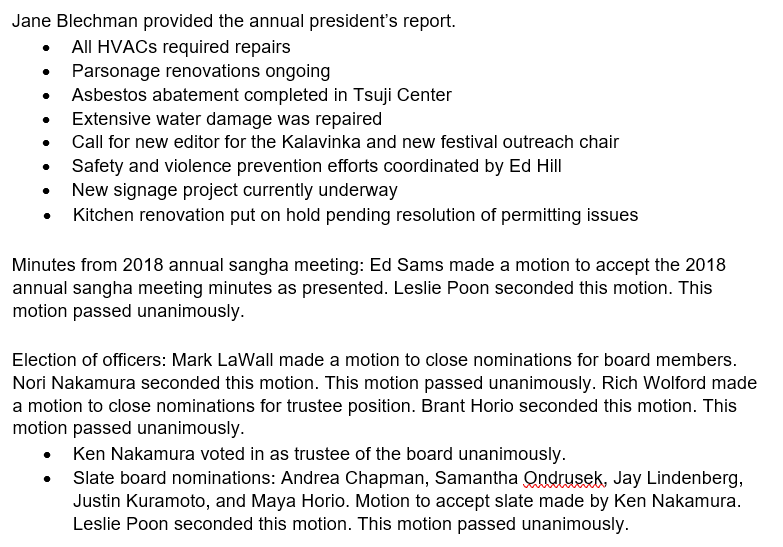 Jane Blechman provided the annual president’s report.
• All HVACs required repairs
• Parsonage renovations ongoing
• Asbestos abatement completed in Tsuji Center
• Extensive water damage was repaired
• Call for new editor for the Kalavinka and new festival outreach chair
• Safety and violence prevention efforts coordinated by Ed Hill
• New signage project currently underway
• Kitchen renovation put on hold pending resolution of permitting issues
Minutes from 2018 annual sangha meeting: Ed Sams made a motion to accept the 2018
annual sangha meeting minutes as presented. Leslie Poon seconded this motion. This
motion passed unanimously.
Election of officers: Mark LaWall made a motion to close nominations for board members.
Nori Nakamura seconded this motion. This motion passed unanimously. Rich Wolford made
a motion to close nominations for trustee position. Brant Horio seconded this motion. This
motion passed unanimously.
• Ken Nakamura voted in as trustee of the board unanimously.
• Slate board nominations: Andrea Chapman, Samantha Ondrusek, Jay Lindenberg,
Justin Kuramoto, and Maya Horio. Motion to accept slate made by Ken Nakamura.
Leslie Poon seconded this motion. This motion passed unanimously.